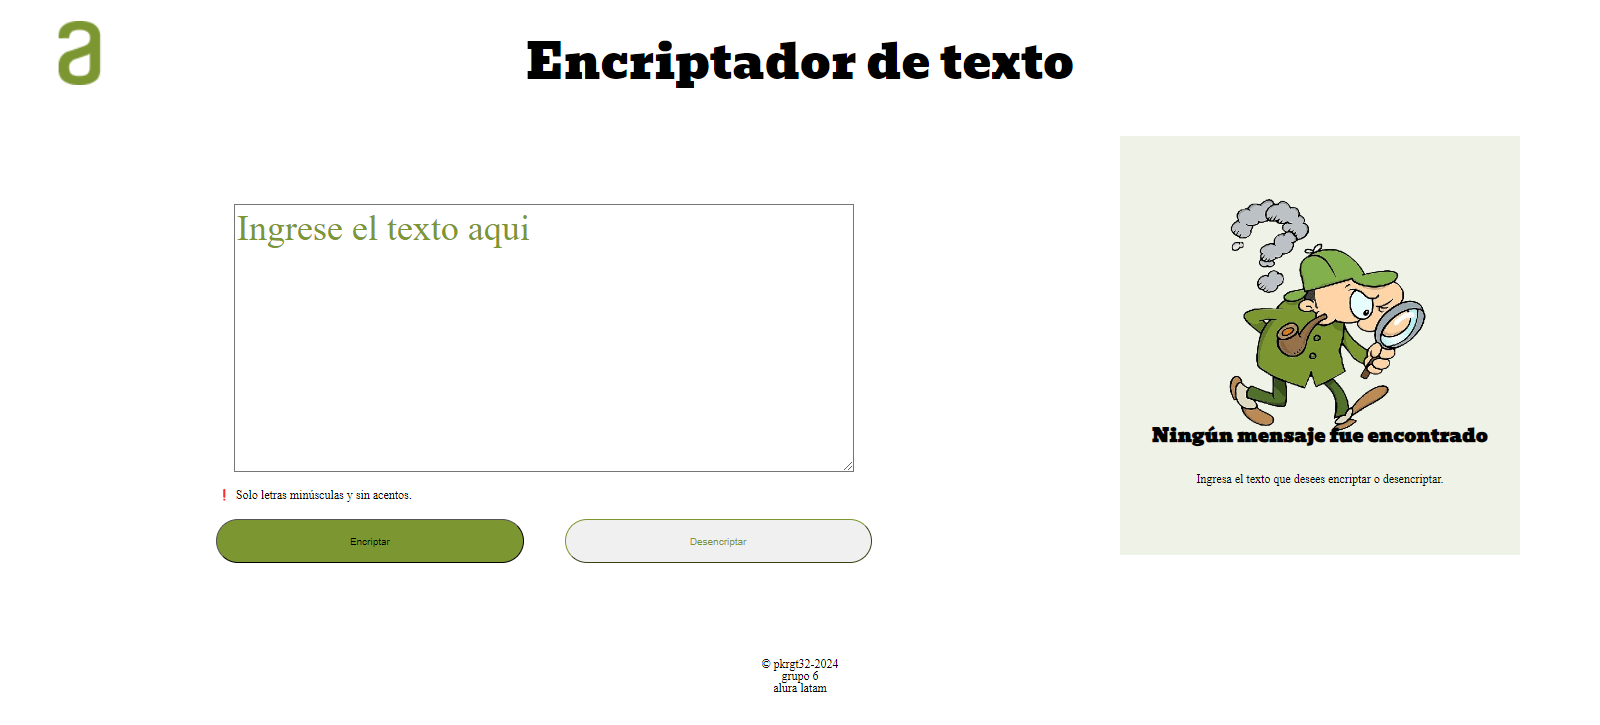 a
Encriptador de texto
Ingrese el texto aqui
❗ Solo letras minúsculas y sin acentos.
Encriptar
Desencriptar
Ningún mensaje fue encontrado
Ingresa el texto que desees encriptar o desencriptar.
© pkrgt32-2024
grupo 6
alura latam